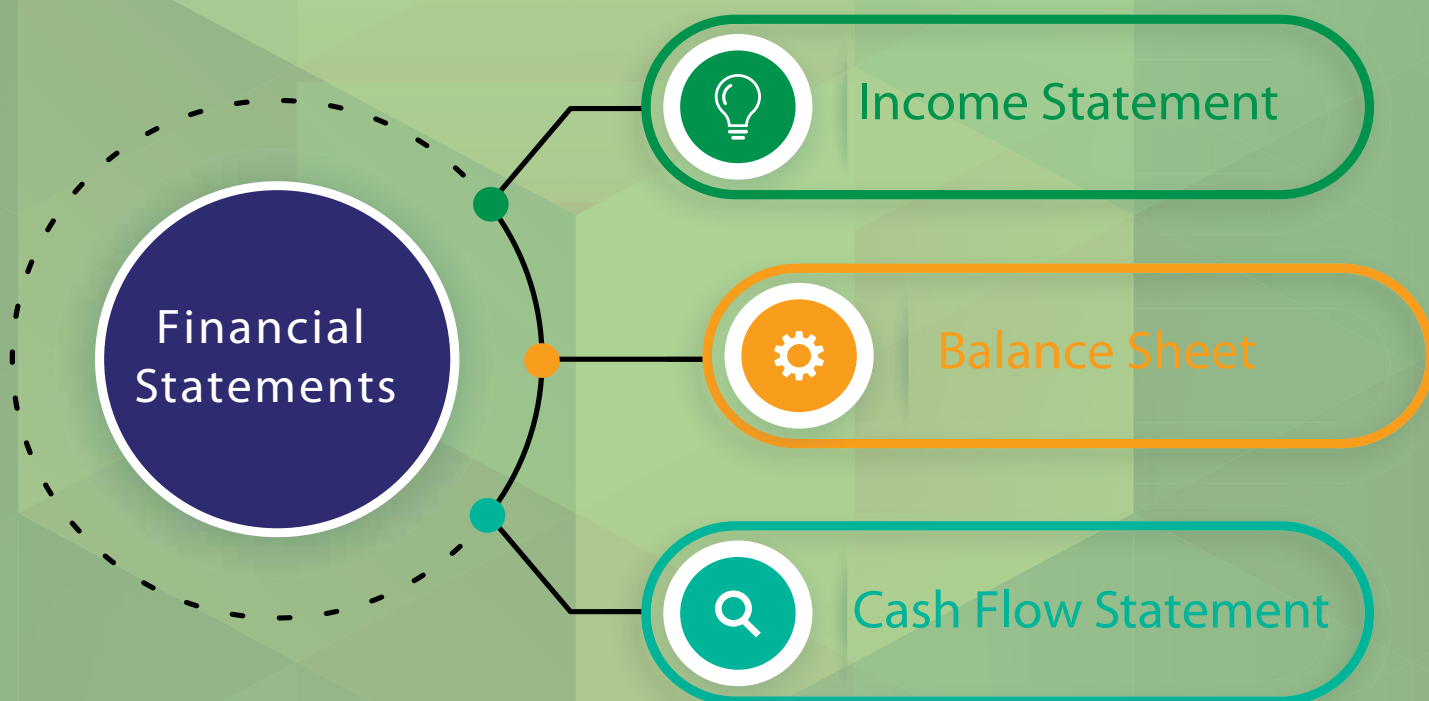 Financial
Statements
Income Statement
Balance Sheet
Cash Flow Statement